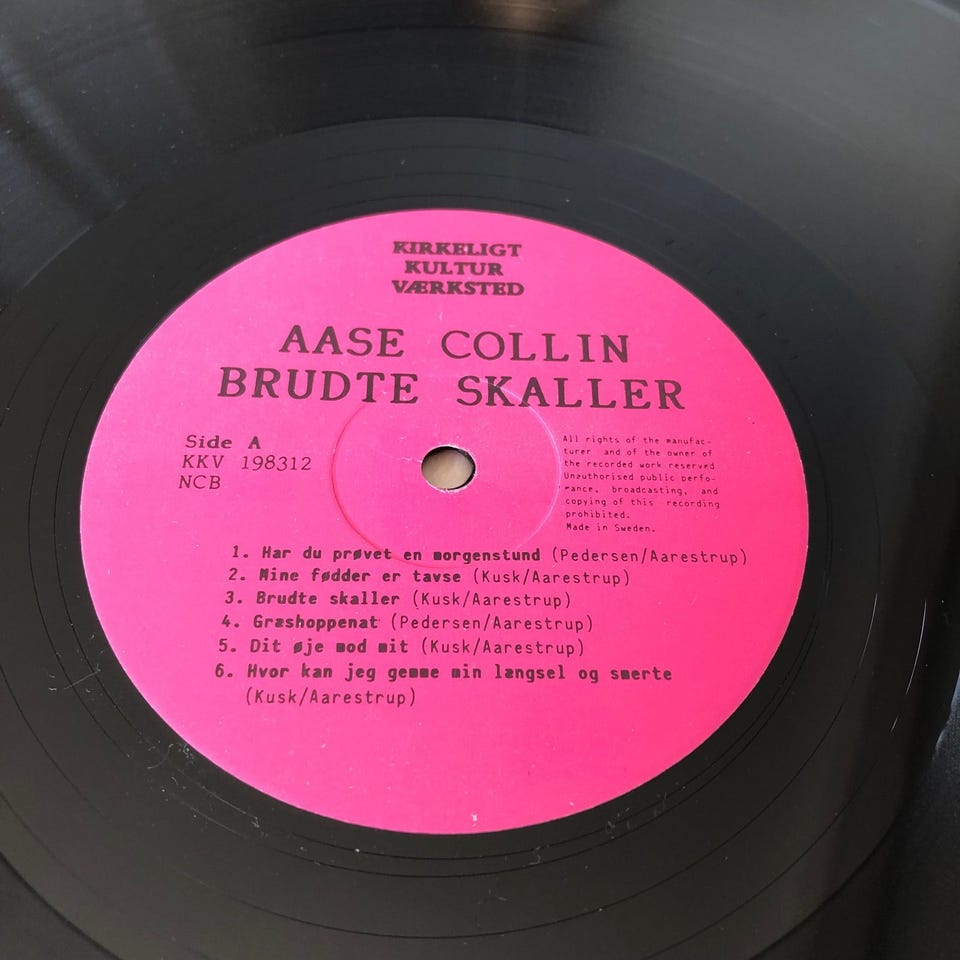 KIRKELIGT
KULTUR
VÆRKSTED
AASE COLLIN
BRUDTE SKALLER
Side A
KKV 198312
NCB
All rights of the manufac-
turer and of the owner of
the recorded work reserved
Unauthorised public perfo-
mance, broadcasting, and
copying of this recording
prohibited.
Made in Sweden.
1. Har du prøvet en morgenstund (Pedersen/Aarestrup)
2. Mine fødder er tavse (Kusk/Aarestrup)
3. Brudte skaller (Kusk/Aarestrup)
4. Græshoppenat (Pedersen/Aarestrup)
5. Dit øje mod mit (Kusk/Aarestrup)
6. Hvor kan jeg gemme min længsel og smerte
(Kusk/Aarestrup)